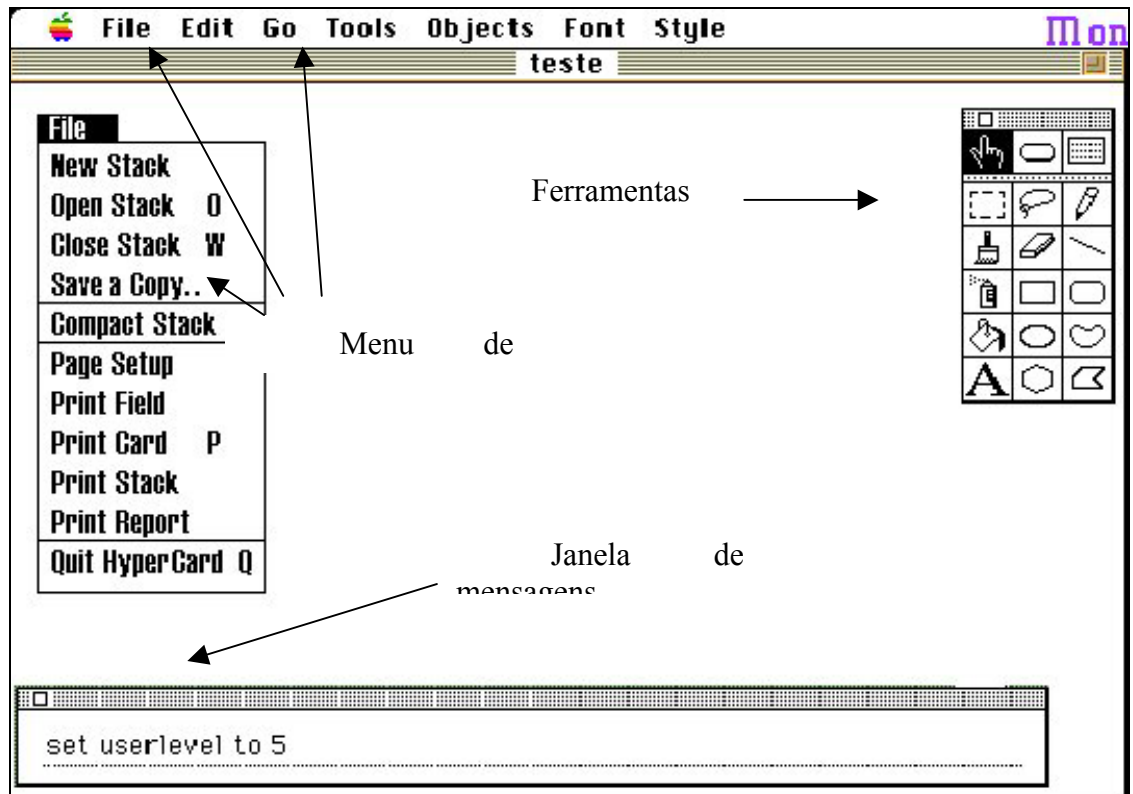 File Edit Go Tools Objects Font Style
Mon
teste
File
New Stack
Open Stack O
Close Stack W
Save a Copy..
Compact Stack
Page Setup
Print Field
Print Card P
Print Stack
Print Report
Quit HyperCard Q
Ferramentas
A
Menu de
Janela de
mensagens
set userlevel to 5